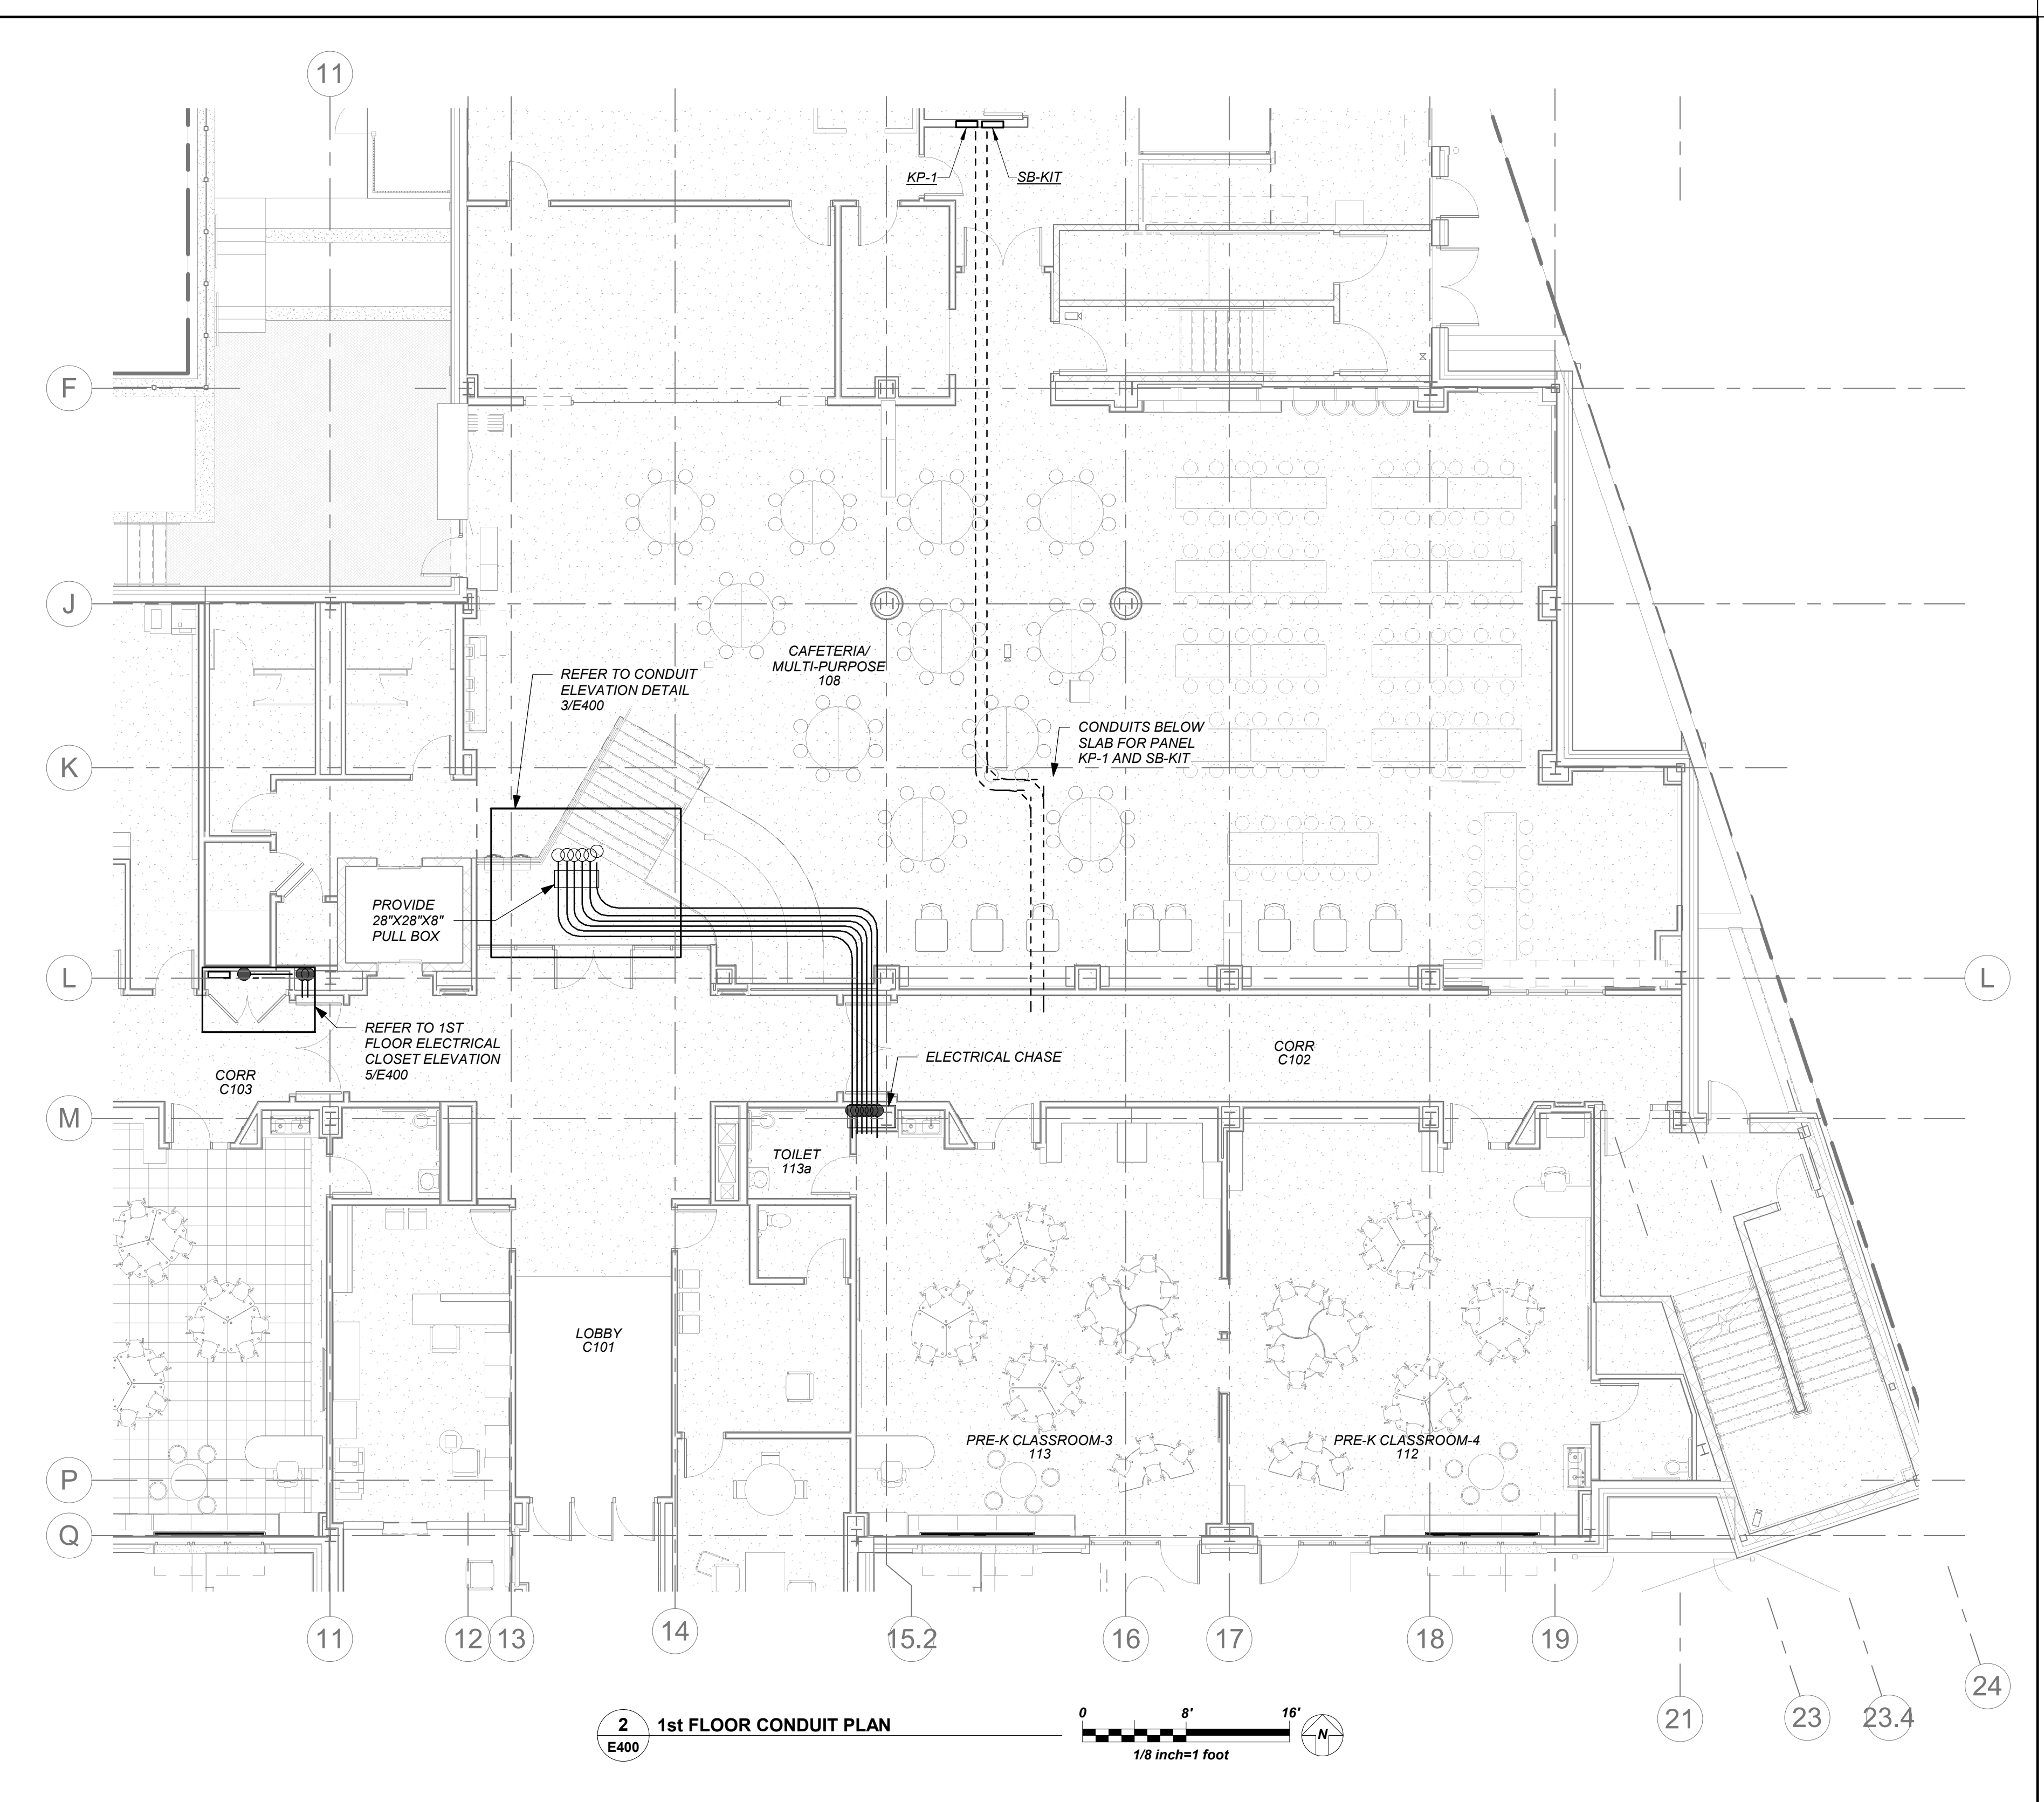 11
KP-1
SB-KIT
F
J
CAFETERIA/
MULTI-PURPOSE
108
REFER TO CONDUIT
ELEVATION DETAIL
3/E400
CONDUITS BELOW
SLAB FOR PANEL
KP-1 AND SB-KIT
K
PROVIDE
28"X28"X8"
PULL BOX
L
L
REFER TO 1ST
FLOOR ELECTRICAL
CLOSET ELEVATION
5/E400
ELECTRICAL CHASE
CORR
C102
CORR
C103
M
TOILET
113a
LOBBY
C101
PRE-K CLASSROOM-3
113
PRE-K CLASSROOM-4
112
P
Q
11
12
13
14
15.2
16
17
18
19
21
23
23.4
24
2
E400
1st FLOOR CONDUIT PLAN
0
8'
16'
1/8 inch=1 foot
N